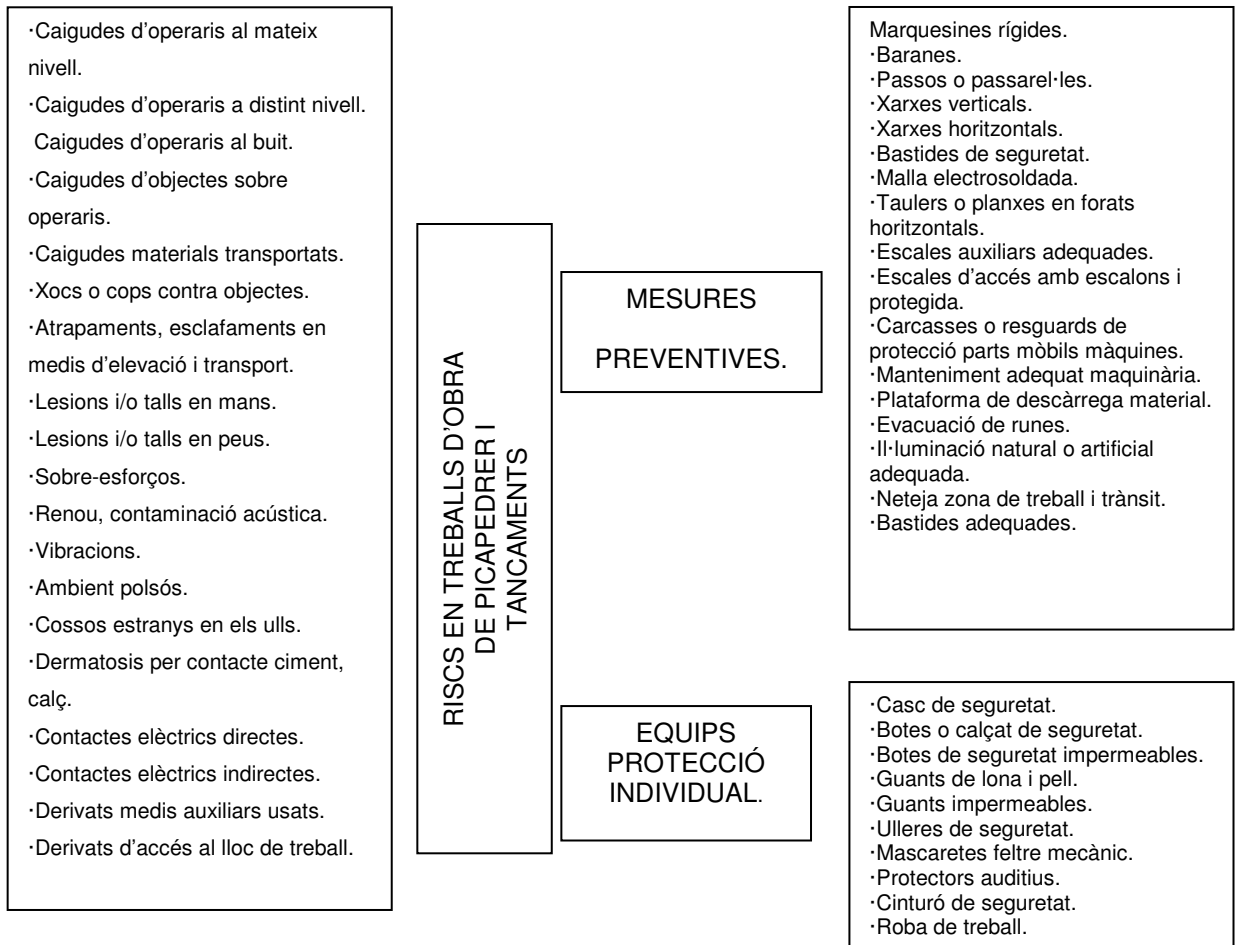 ·Caigudes d'operaris al mateix
nivell.
·Caigudes d'operaris a distint nivell.
Caigudes d'operaris al buit.
·Caigudes d'objectes sobre
operaris.
·Caigudes materials transportats.
·Xocs o cops contra objectes.
·Atrapaments, esclafaments en
medis d'elevació i transport.
·Lesions i/o talls en mans.
·Lesions i/o talls en peus.
·Sobre-esforços.
·Renou, contaminació acústica.
·Vibracions.
·Ambient polsós.
·Cossos estranys en els ulls.
·Dermatosis per contacte ciment,
calç.
·Contactes elèctrics directes.
·Contactes elèctrics indirectes.
·Derivats medis auxiliars usats.
·Derivats d'accés al lloc de treball.
RISCS EN TREBALLS D'OBRA
DE PICAPEDRER I
TANCAMENTS
MESURES
PREVENTIVES.
Marquesines rígides.
·Baranes.
·Passos o passarel·les.
·Xarxes verticals.
·Xarxes horitzontals.
·Bastides de seguretat.
·Malla electrosoldada.
·Taulers o planxes en forats
horitzontals.
·Escales auxiliars adequades.
·Escales d'accés amb escalons i
protegida.
·Carcasses o resguards de
protecció parts mòbils màquines.
·Manteniment adequat maquinària.
·Plataforma de descàrrega material.
·Evacuació de runes.
·Il·luminació natural o artificial
adequada.
·Neteja zona de treball i trànsit.
·Bastides adequades.
EQUIPS
PROTECCIÓ
INDIVIDUAL.
·Casc de seguretat.
·Botes o calçat de seguretat.
·Botes de seguretat impermeables.
·Guants de lona i pell.
·Guants impermeables.
·Ulleres de seguretat.
·Mascaretes feltre mecànic.
·Protectors auditius.
·Cinturó de seguretat.
·Roba de treball.